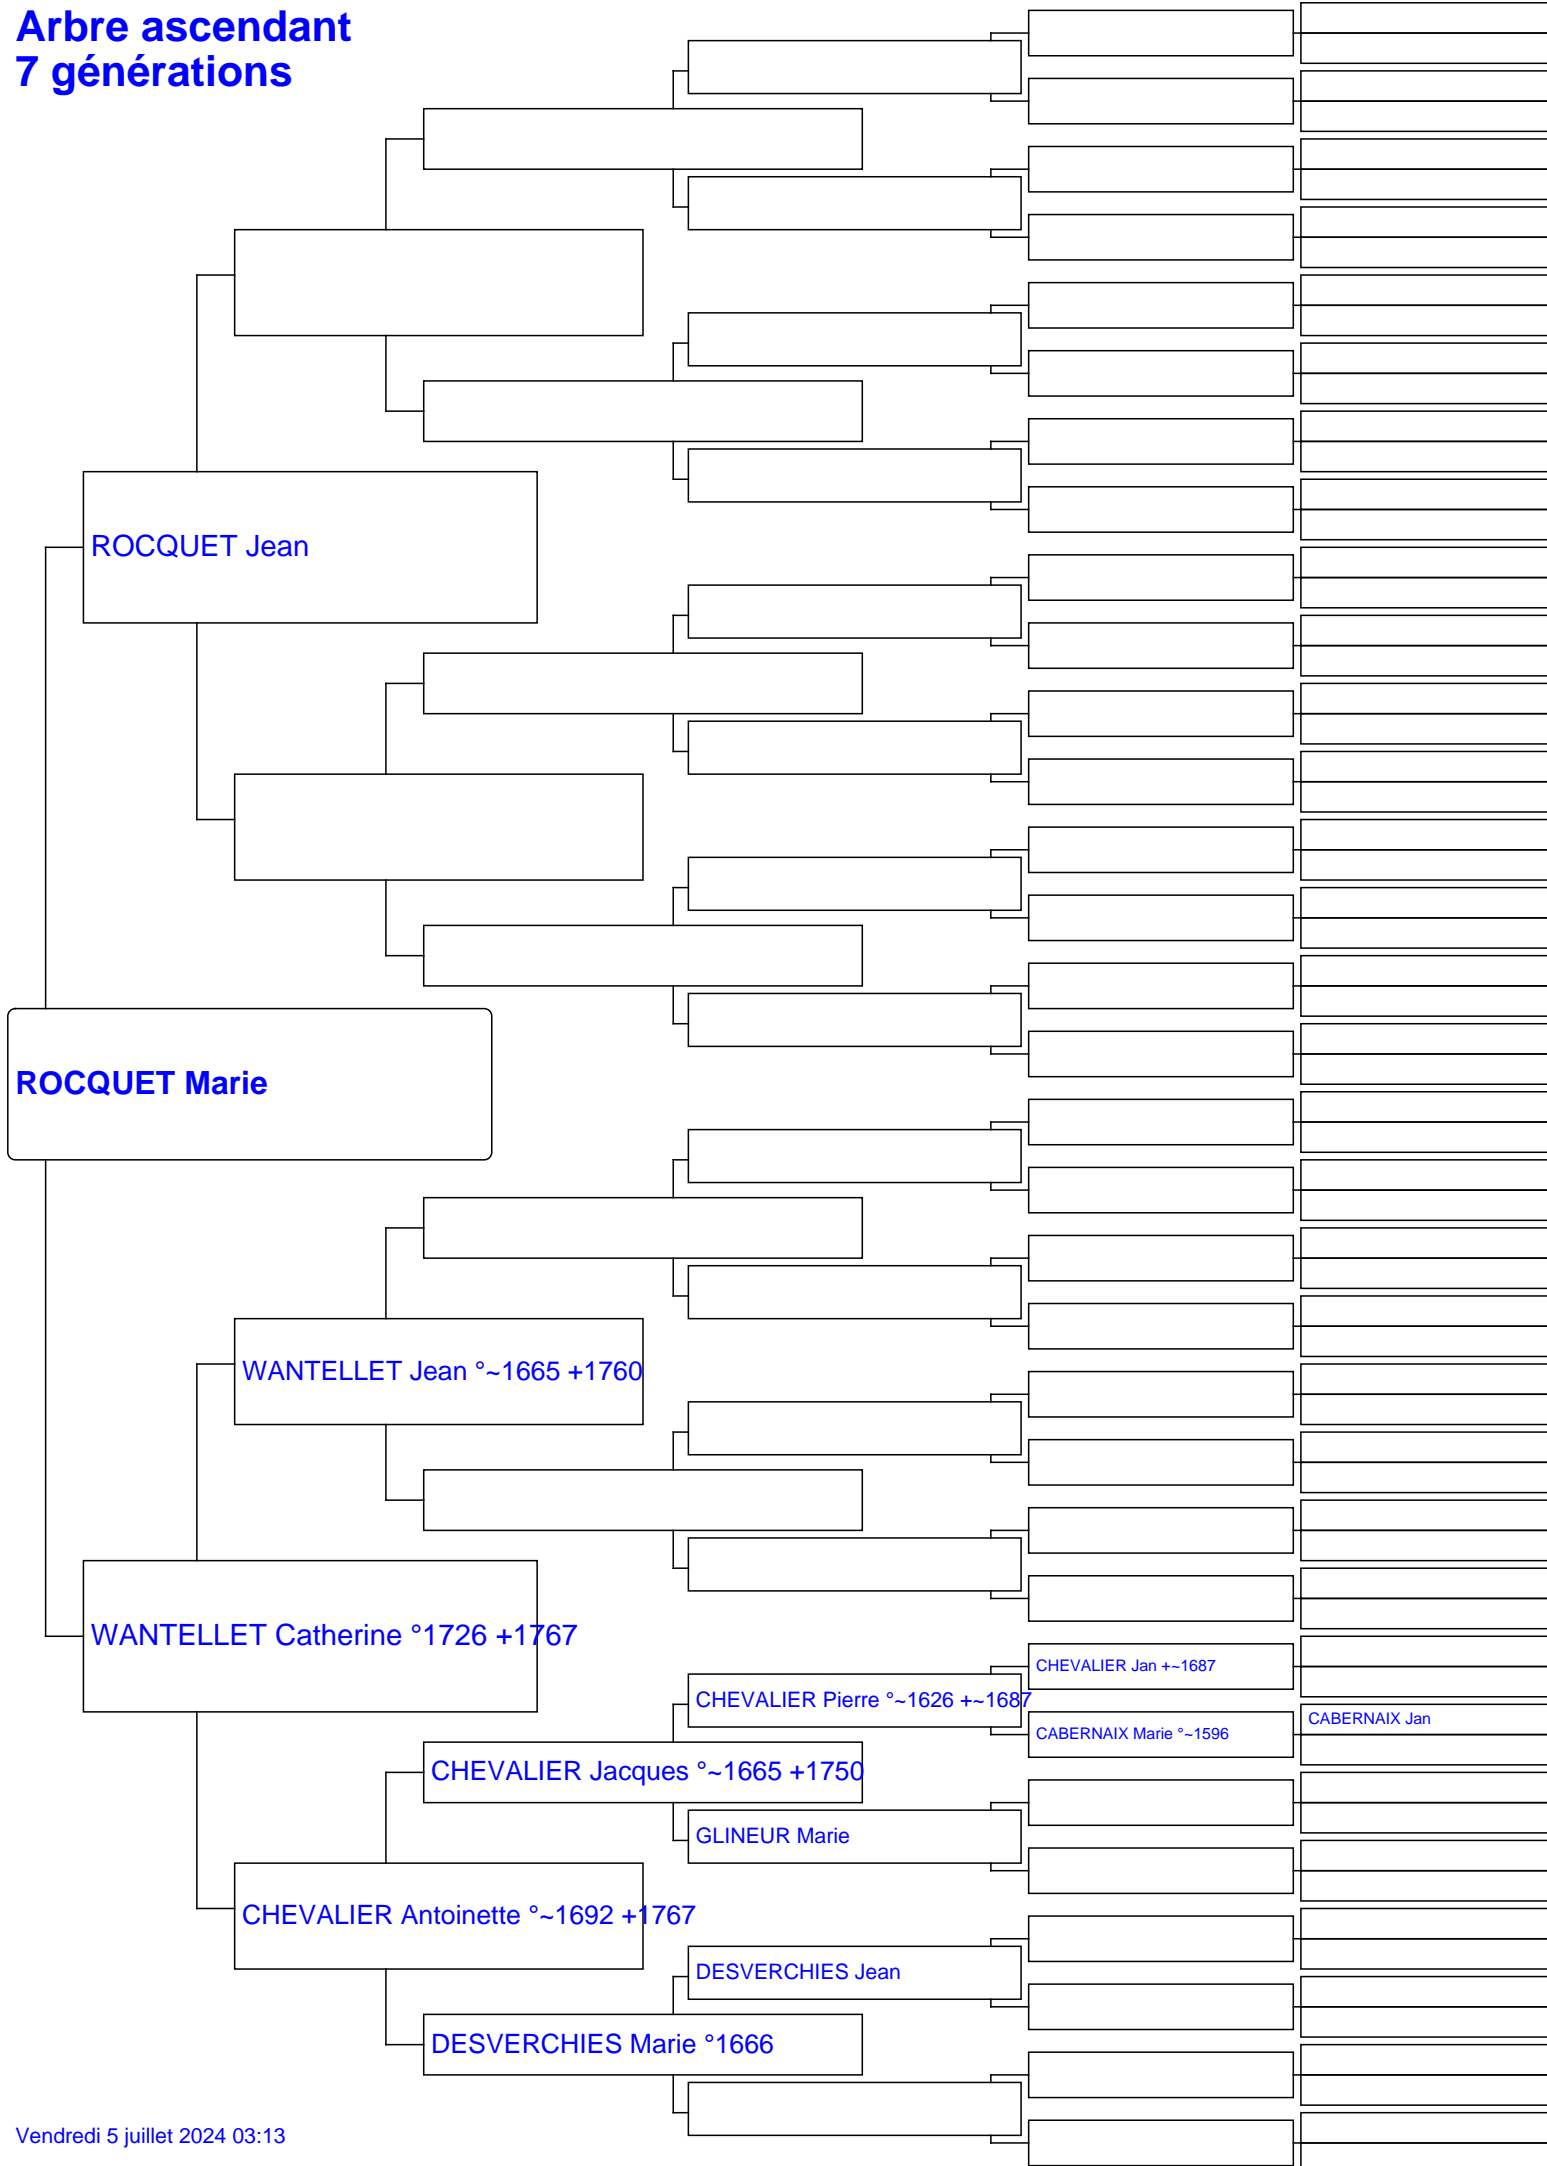 Arbre ascendant
7 générations
ROCQUET Jean
ROCQUET Marie
WANTELLET Jean °~1665 +1760
WANTELLET Catherine °1726 +1767
CHEVALIER Jan +~1687
CHEVALIER Pierre °~1626 +~1687
CABERNAIX Jan
CABERNAIX Marie °~1596
CHEVALIER Jacques °~1665 +1750
GLINEUR Marie
CHEVALIER Antoinette °~1692 +1767
DESVERCHIES Jean
DESVERCHIES Marie °1666
Vendredi 5 juillet 2024 03:13